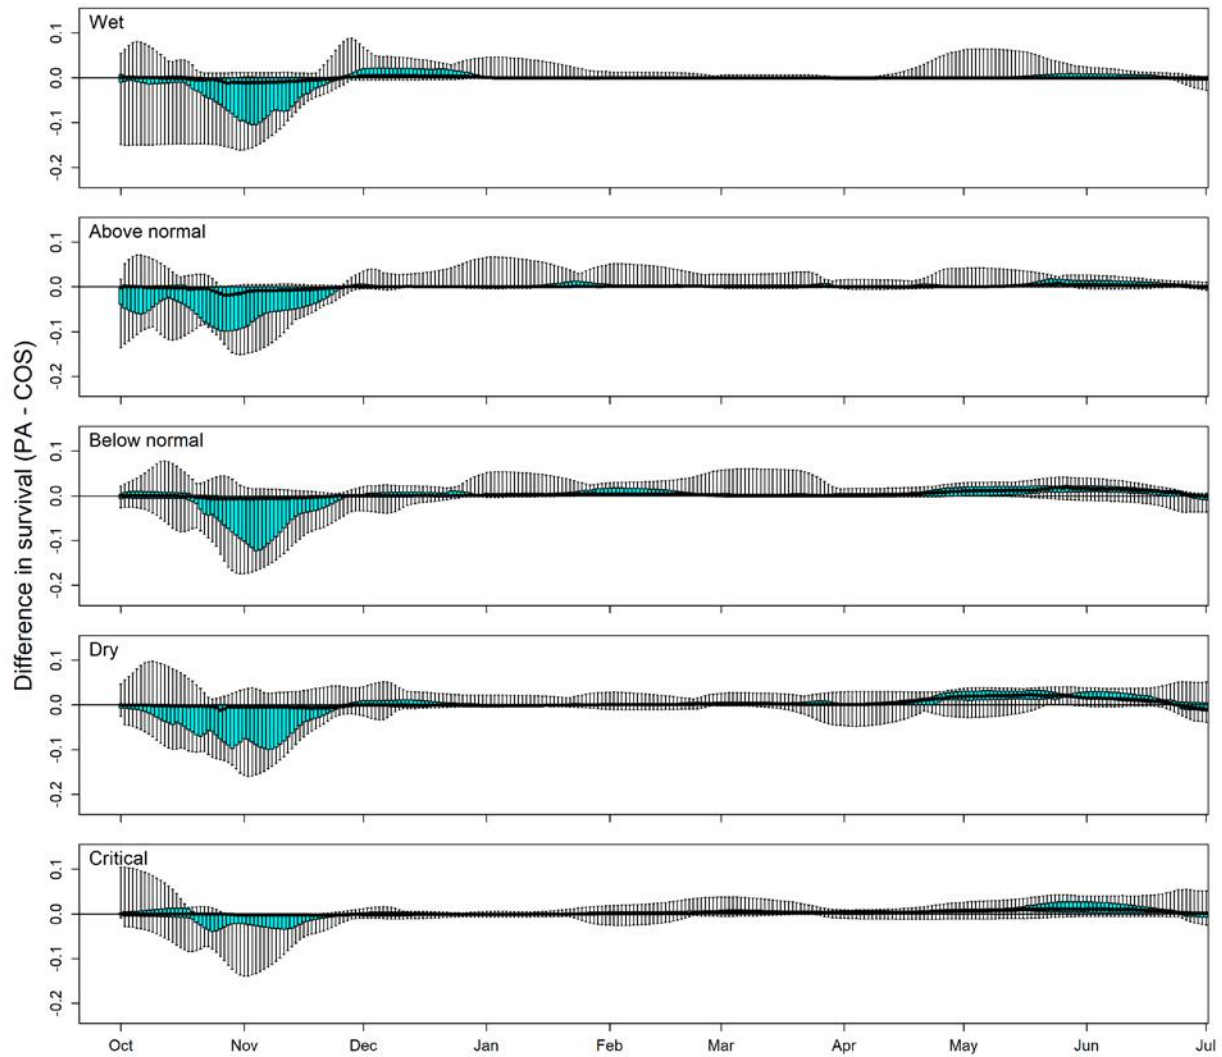 Difference in survival (PA - COS)
Wet
0.1
0.0
-0.1
-0.2
Above normal
0.1
0.0
-0.1
-0.2
Below normal
0.1
0.0
-0.1
-0.2
Dry
0.1
0.0
-0.1
-0.2
Critical
0.1
0.0
-0.1
-0.2
Oct Nov Dec Jan Feb Mar Apr May Jun Jul